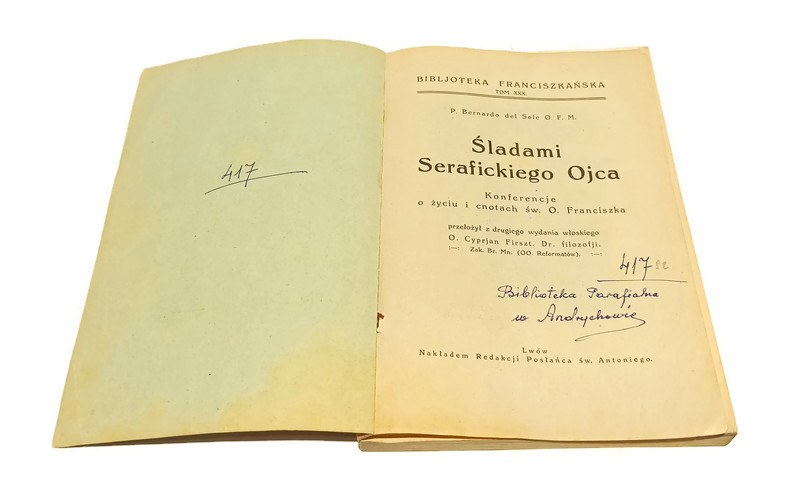 417
BIBLJOTEKA FRANCISZKAŃSKA
TOM XXX.
P. Bernardo del Sole O. F. M.
Śladami
Serafickiego Ojca
Konferencje
o życiu i cnotach św. O. Franciszka
przełożył z drugiego wydania włoskiego
O. Cyprjan Firszt. Dr. filozofji.
:—: Zak. Br. Mn. (OO. Reformatów). :—:
417
Biblioteka Parafialna
w Andrychowie
Lwów
Nakładem Redakcji Posłańca św. Antoniego.